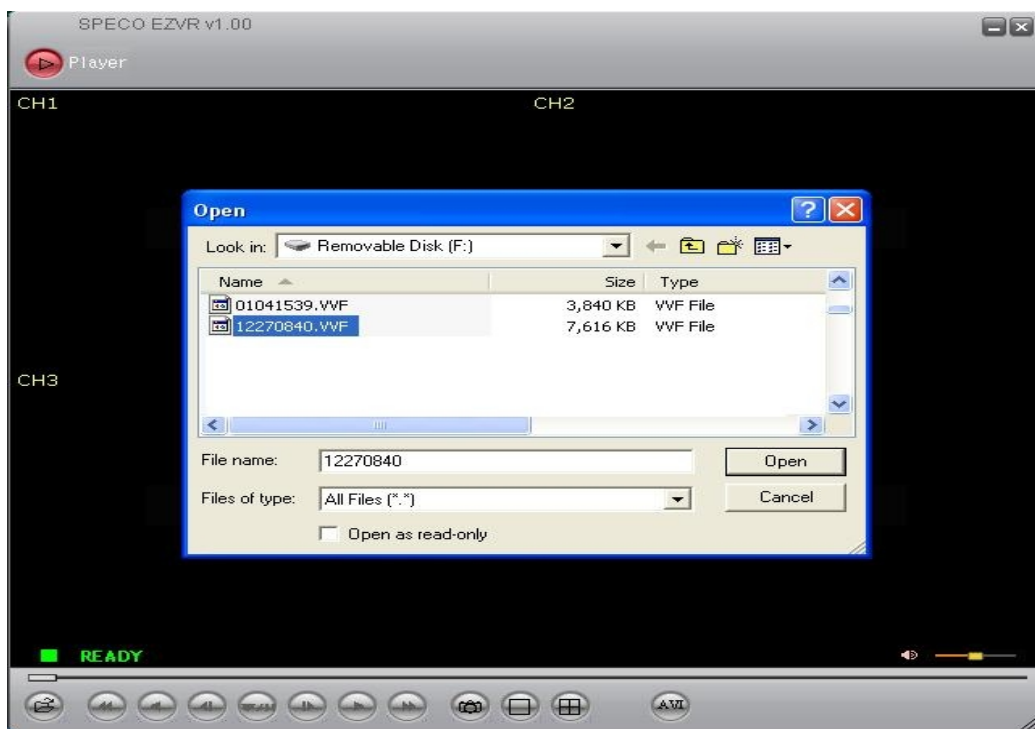 SPECO EZVR v1.00
Player
CH1
CH2
Open
Look in: Removable Disk (F:)
Name Size Type
01041539.VVF 3,840 KB VVF File
12270840.VVF 7,616 KB VVF File
CH3
File name: 12270840 Open
Files of type: All Files (*.*) Cancel
Open as read-only
READY
AVI